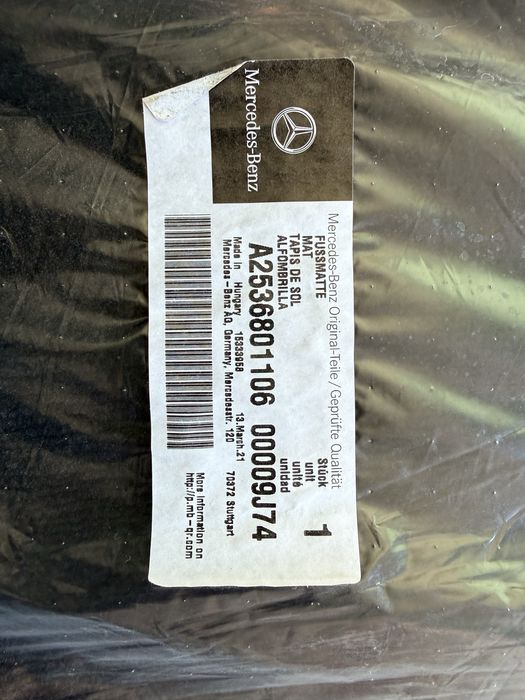 Mercedes-Benz
Mercedes-Benz Original-Teile / Geprüfte Qualität
FUSSMATTE
MAT
TAPIS DE SOL
ALFOMBRILLA
Stück
unit
unité
unidad
1
A2536801106 00009J74
Made in Hungary 15333958 13.March.21
Mercedes-Benz AG, Germany, Mercedesstr. 120 70372 Stuttgart
More information on
http://p.mb-qr.com